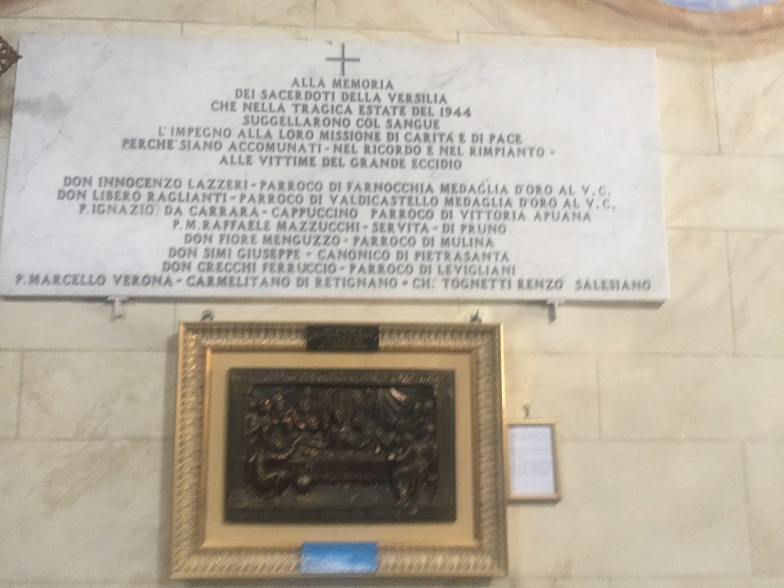 ALLA MEMORIA
DEI SACERDOTI DELLA VERSILIA
CHE NELLA TRAGICA ESTATE DEL 1944
SUGGELLARONO COL SANGUE
L'IMPEGNO ALLA LORO MISSIONE DI CARITÀ E DI PACE
PERCHE' SIANO ACCOMUNATI - NEL RICORDO E NEL RIMPIANTO -
ALLE VITTIME DEL GRANDE ECCIDIO
DON INNOCENZO LAZZERI - PARROCO DI FARNOCCHIA MEDAGLIA D'ORO AL V. C.
DON LIBERO RAGLIANTI - PARROCO DI VALDICASTELLO MEDAGLIA D'ORO AL V. C.
P. IGNAZIO DA CARRARA - CAPPUCCINO PARROCO DI VITTORIA APUANA
P. M. RAFFAELE MAZZUCCHI - SERVITA - DI PRUNO
DON FIORE MENGUZZO - PARROCO DI MULINA
DON SIMI GIUSEPPE - CANONICO DI PIETRASANTA
DON CRECCHI FERRUCCIO - PARROCO DI LEVIGLIANI
P. MARCELLO VERONA - CARMELITANO DI RETIGNANO - CH. TOGNETTI RENZO SALESIANO